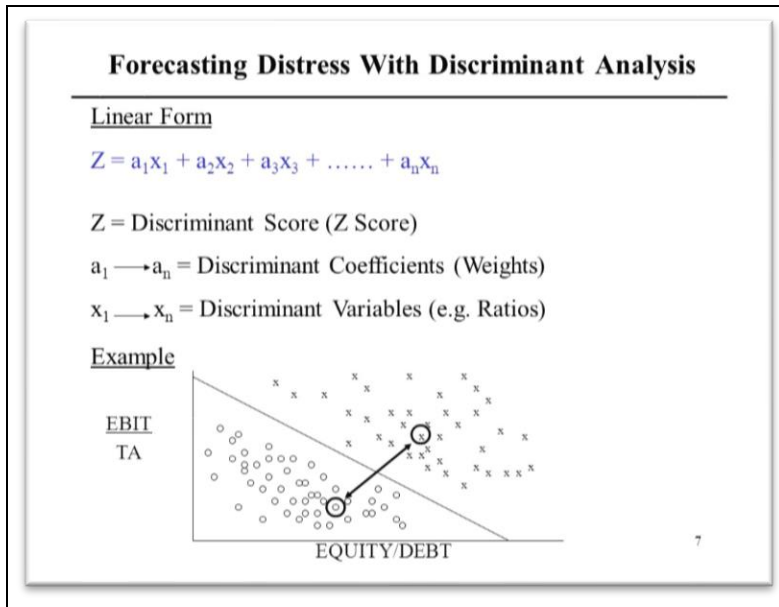 Forecasting Distress With Discriminant Analysis
Linear Form
Z = a₁x₁ + a₂x₂ + a₃x₃ + ...... + aₙxₙ
Z = Discriminant Score (Z Score)
a₁ ⟶ aₙ = Discriminant Coefficients (Weights)
x₁ ⟶ xₙ = Discriminant Variables (e.g. Ratios)
Example
EBIT
TA
EQUITY/DEBT
7